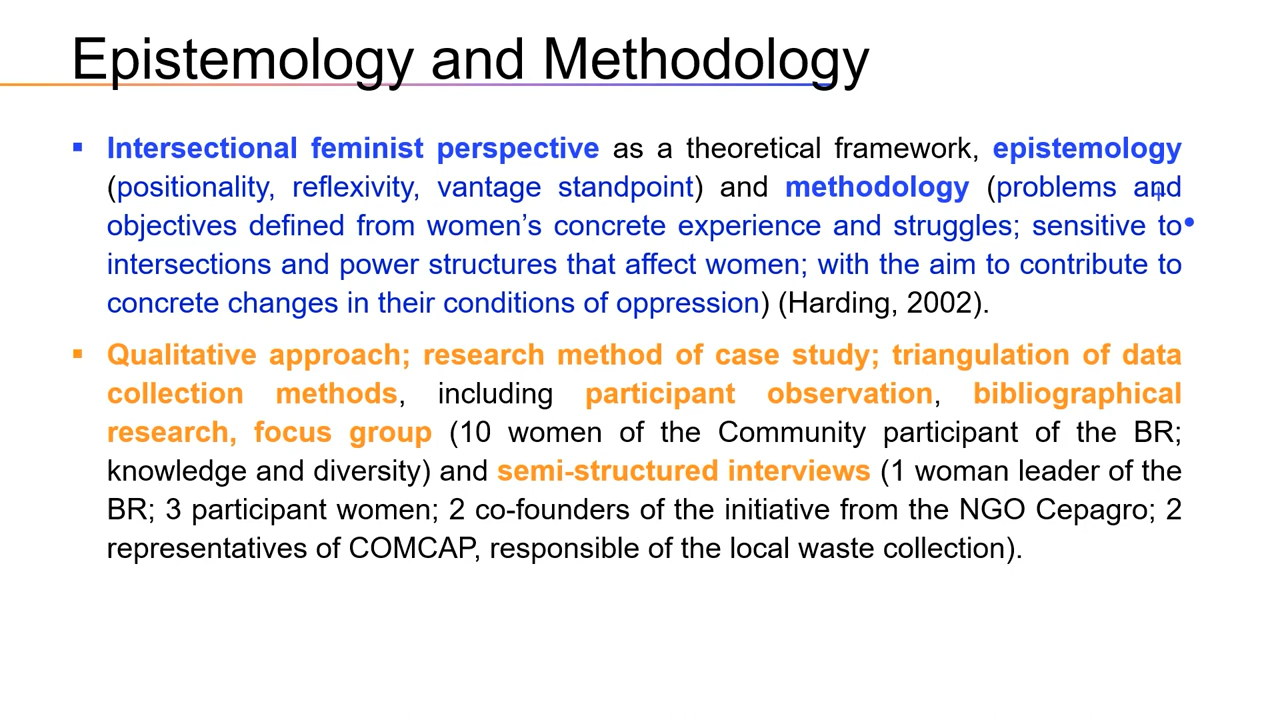 Epistemology and Methodology
▪ Intersectional feminist perspective as a theoretical framework, epistemology
(positionality, reflexivity, vantage standpoint) and methodology (problems and
objectives defined from women’s concrete experience and struggles; sensitive to
intersections and power structures that affect women; with the aim to contribute to
concrete changes in their conditions of oppression) (Harding, 2002).
▪ Qualitative approach; research method of case study; triangulation of data
collection methods, including participant observation, bibliographical
research, focus group (10 women of the Community participant of the BR;
knowledge and diversity) and semi-structured interviews (1 woman leader of the
BR; 3 participant women; 2 co-founders of the initiative from the NGO Cepagro; 2
representatives of COMCAP, responsible of the local waste collection).